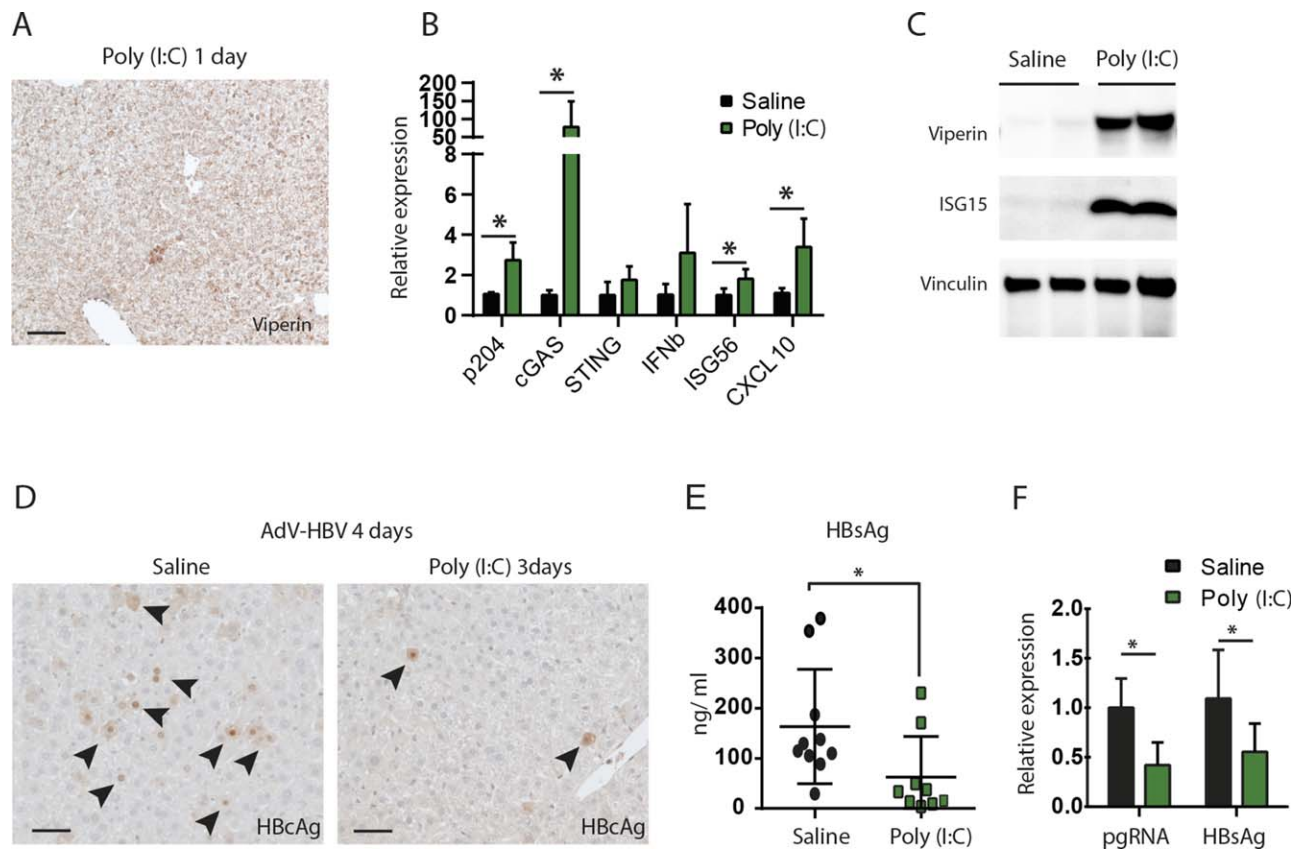 A
Poly (I:C) 1 day
Viperin
B
Relative expression
200
150
100
50
8
6
4
2
0
*
*
*
*
Saline
Poly (I:C)
p204
cGAS
STING
IFNb
ISG56
CXCL10
C
Saline Poly (I:C)
Viperin
ISG15
Vinculin
D
AdV-HBV 4 days
Saline
Poly (I:C) 3days
HBcAg
HBcAg
E
HBsAg
*
ng/ ml
400
300
200
100
0
Saline
Poly (I:C)
F
Saline
Poly (I:C)
Relative expression
2.0
1.5
1.0
0.5
0.0
*
*
pgRNA
HBsAg